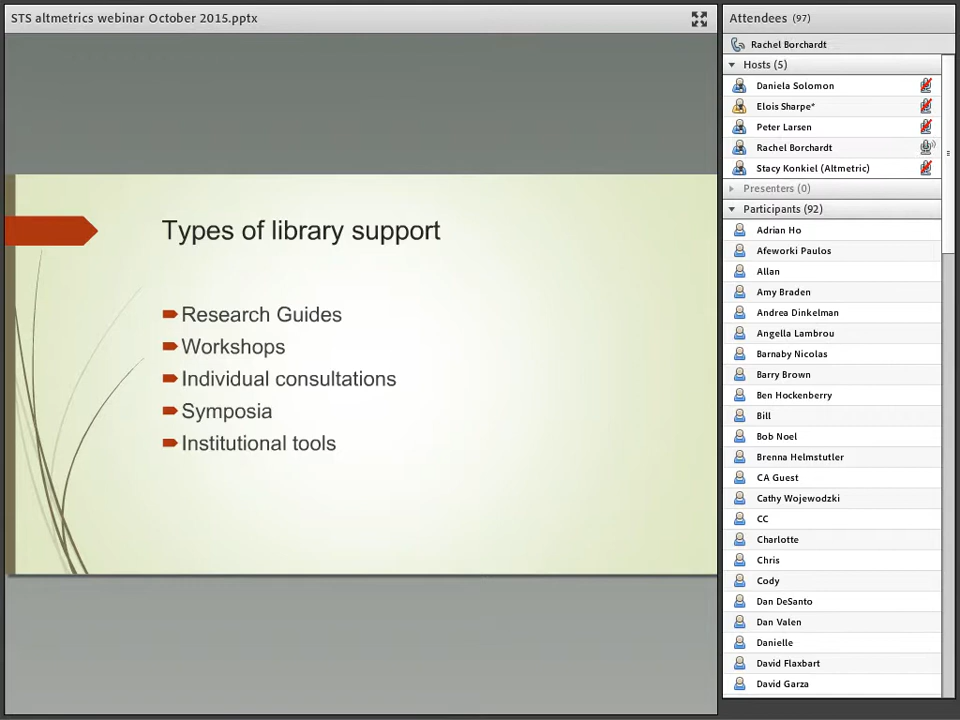 STS altmetrics webinar October 2015.pptx
Types of library support
Research Guides
Workshops
Individual consultations
Symposia
Institutional tools
Attendees (97)
Rachel Borchardt
Hosts (5)
Daniela Solomon
Elois Sharpe*
Peter Larsen
Rachel Borchardt
Stacy Konkiel (Altmetric)
Presenters (0)
Participants (92)
Adrian Ho
Afeworki Paulos
Allan
Amy Braden
Andrea Dinkelman
Angella Lambrou
Barnaby Nicolas
Barry Brown
Ben Hockenberry
Bill
Bob Noel
Brenna Helmstutler
CA Guest
Cathy Wojewodzki
CC
Charlotte
Chris
Cody
Dan DeSanto
Dan Valen
Danielle
David Flaxbart
David Garza